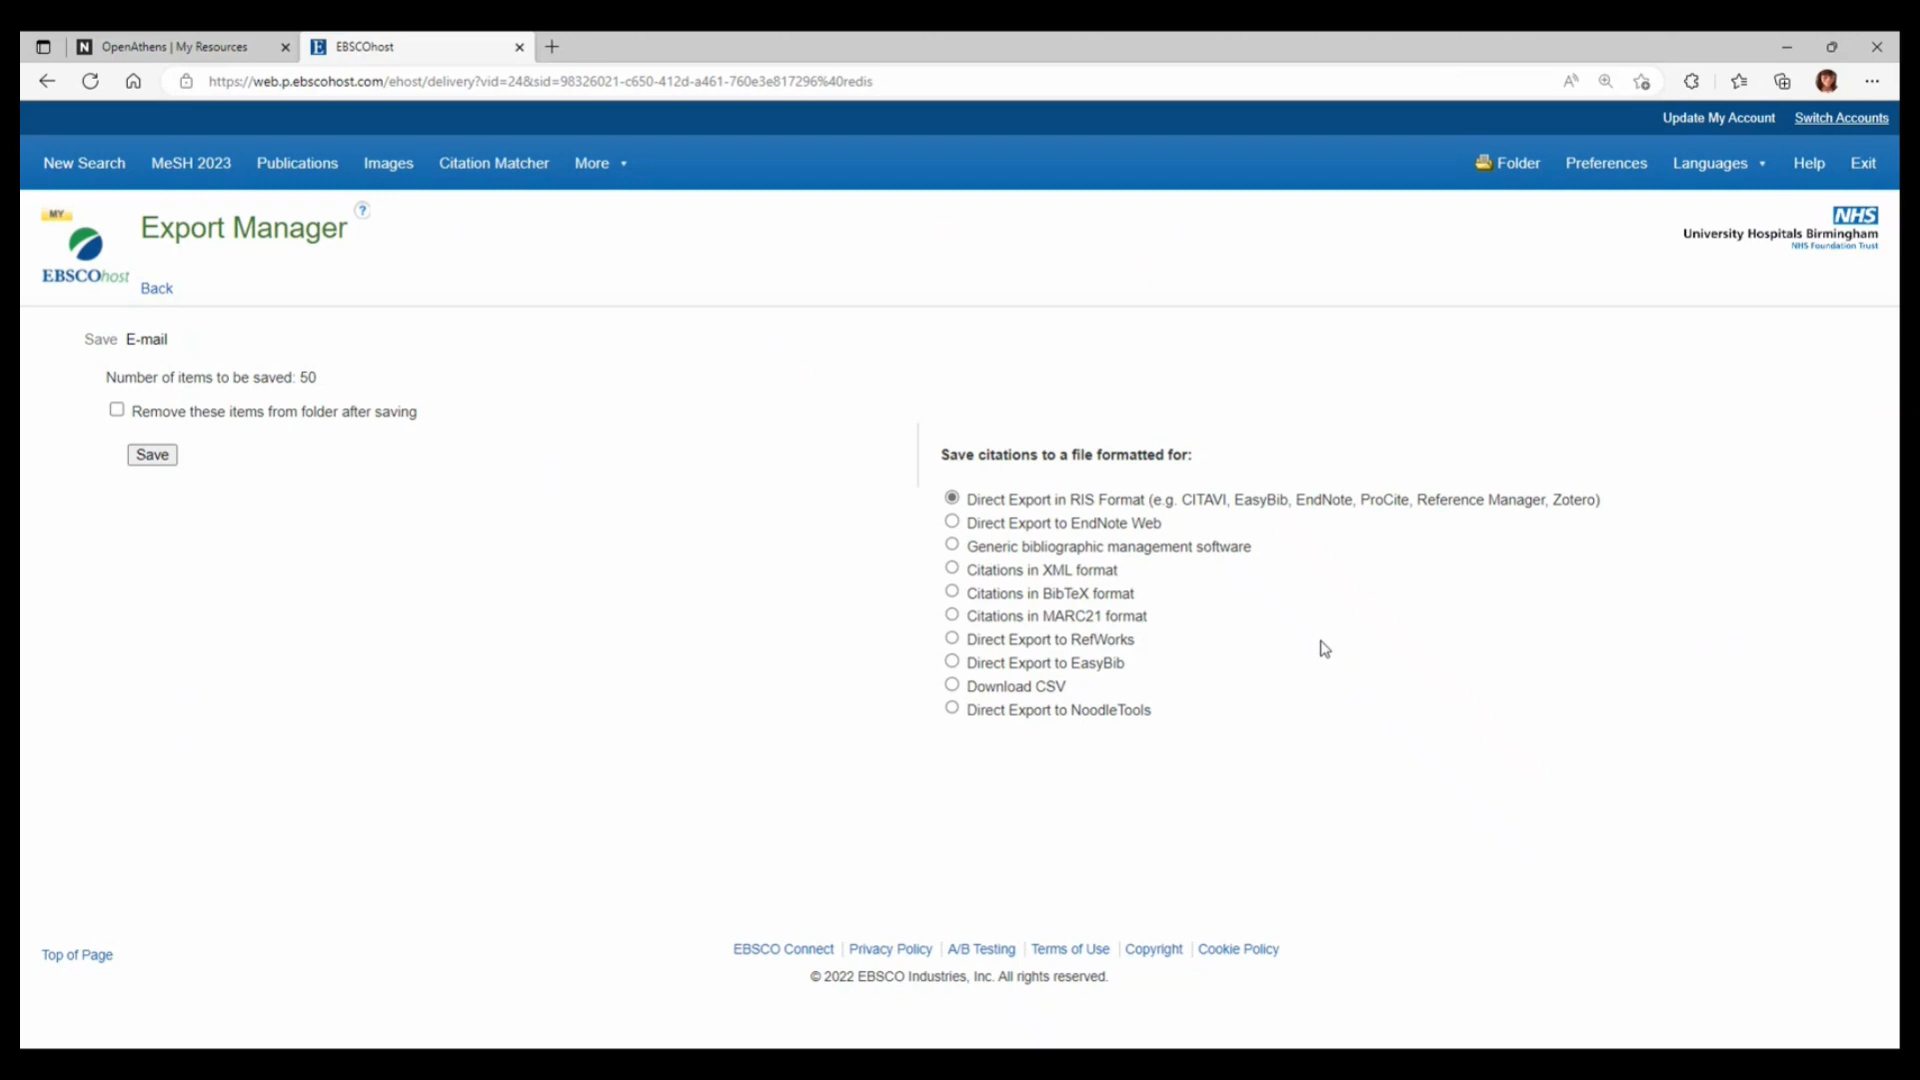 OpenAthens | My Resources
EBSCOhost
https://web.p.ebscohost.com/ehost/delivery?vid=24&sid=98326021-c650-412d-a461-760e3e817296%40redis
Update My Account Switch Accounts
New Search MeSH 2023 Publications Images Citation Matcher More Folder Preferences Languages Help Exit
MY
EBSCOhost
Export Manager ?
Back
NHS
University Hospitals Birmingham
NHS Foundation Trust
Save E-mail
Number of items to be saved: 50
Remove these items from folder after saving
Save
Save citations to a file formatted for:
Direct Export in RIS Format (e.g. CITAVI, EasyBib, EndNote, ProCite, Reference Manager, Zotero)
Direct Export to EndNote Web
Generic bibliographic management software
Citations in XML format
Citations in BibTeX format
Citations in MARC21 format
Direct Export to RefWorks
Direct Export to EasyBib
Download CSV
Direct Export to NoodleTools
Top of Page
EBSCO Connect | Privacy Policy | A/B Testing | Terms of Use | Copyright | Cookie Policy
© 2022 EBSCO Industries, Inc. All rights reserved.